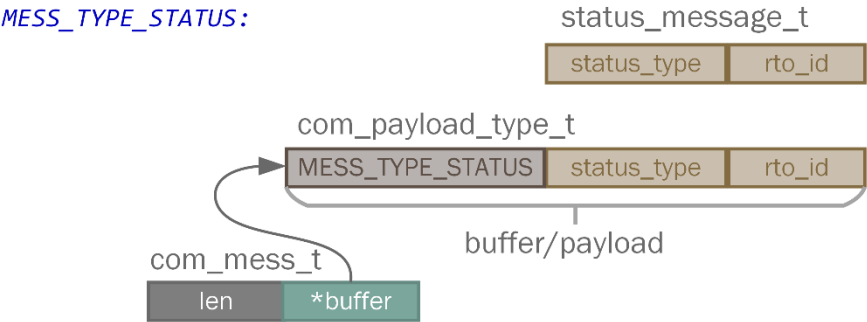 MESS_TYPE_STATUS:
status_message_t
status_type rto_id
com_payload_type_t
MESS_TYPE_STATUS status_type rto_id
buffer/payload
com_mess_t
len *buffer